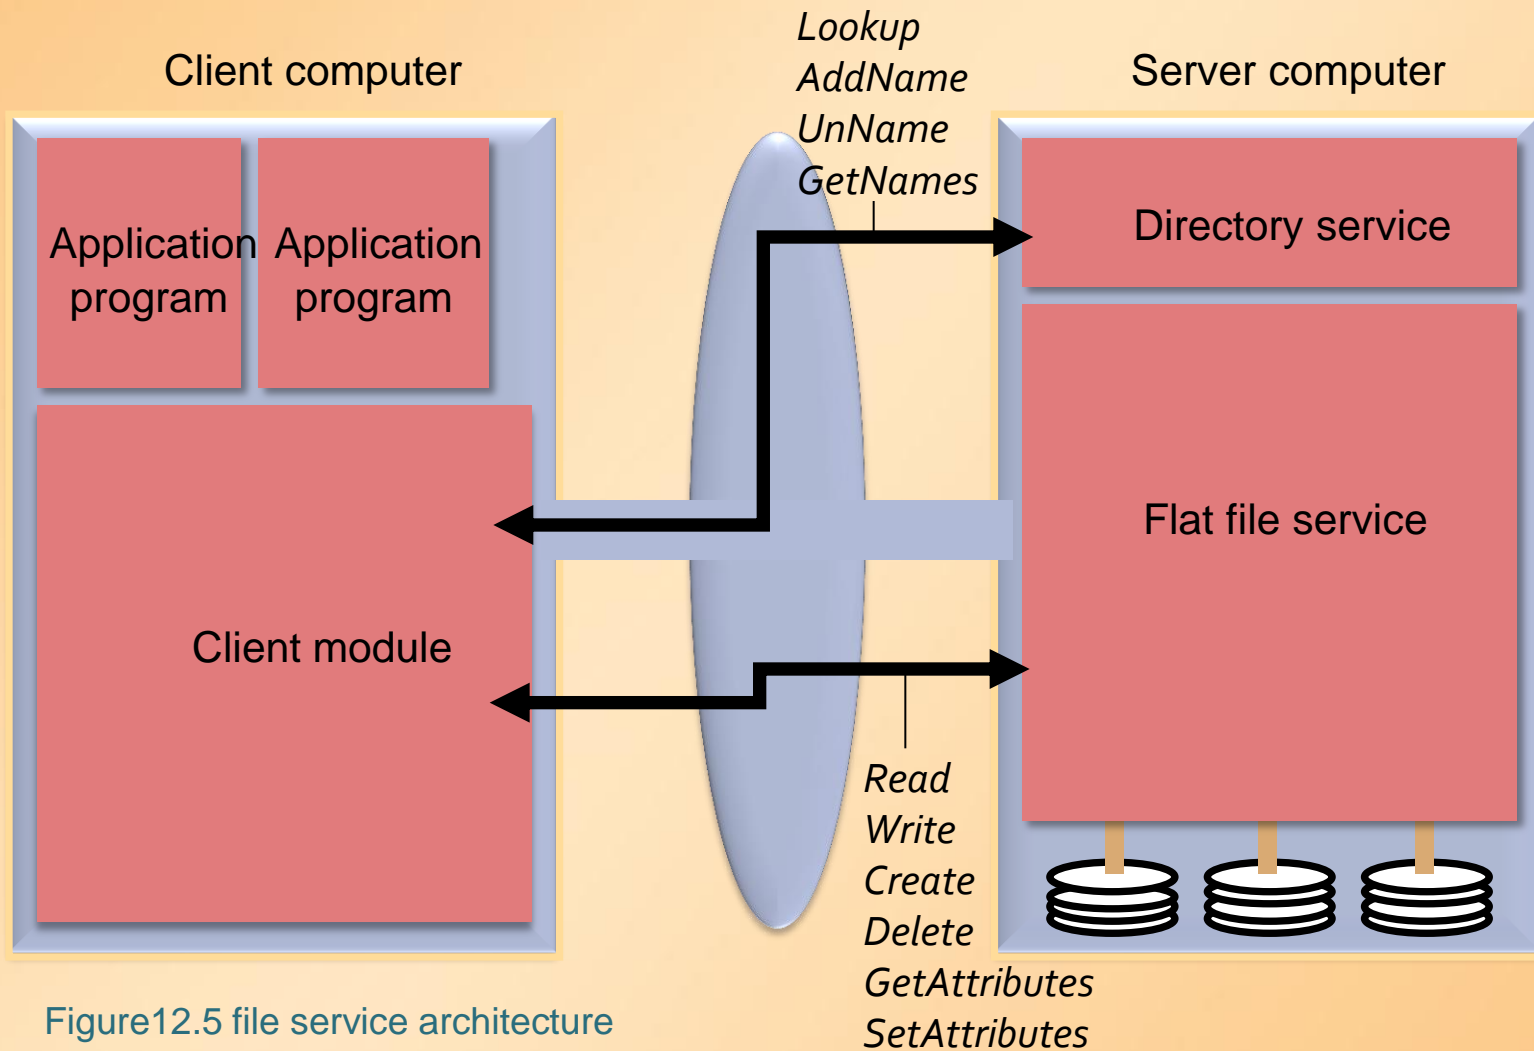 Client computer
Lookup
AddName
UnName
GetNames
Server computer
Application
program
Application
program
Directory service
Client module
Flat file service
Read
Write
Create
Delete
GetAttributes
SetAttributes
Figure12.5 file service architecture